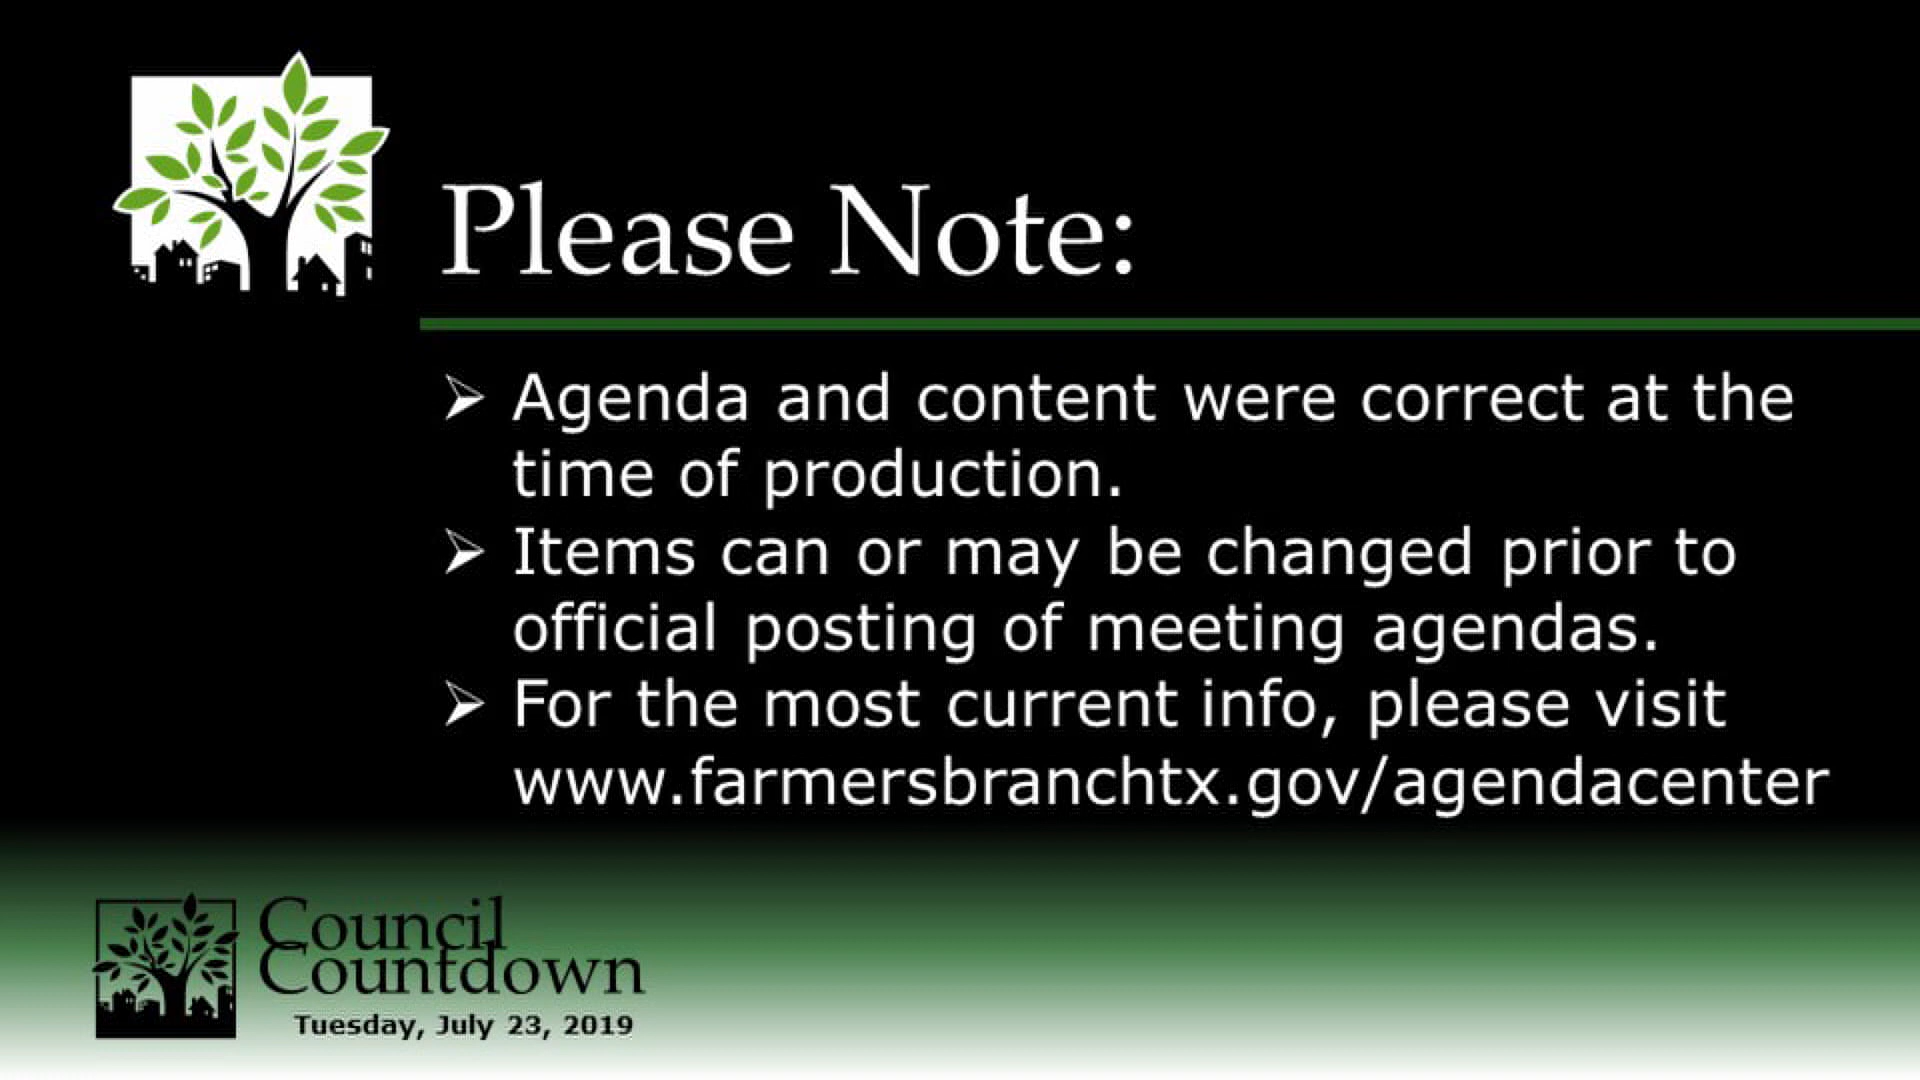 Please Note:
➢ Agenda and content were correct at the
time of production.
➢ Items can or may be changed prior to
official posting of meeting agendas.
➢ For the most current info, please visit
www.farmersbranchtx.gov/agendacenter
Council
Countdown
Tuesday, July 23, 2019